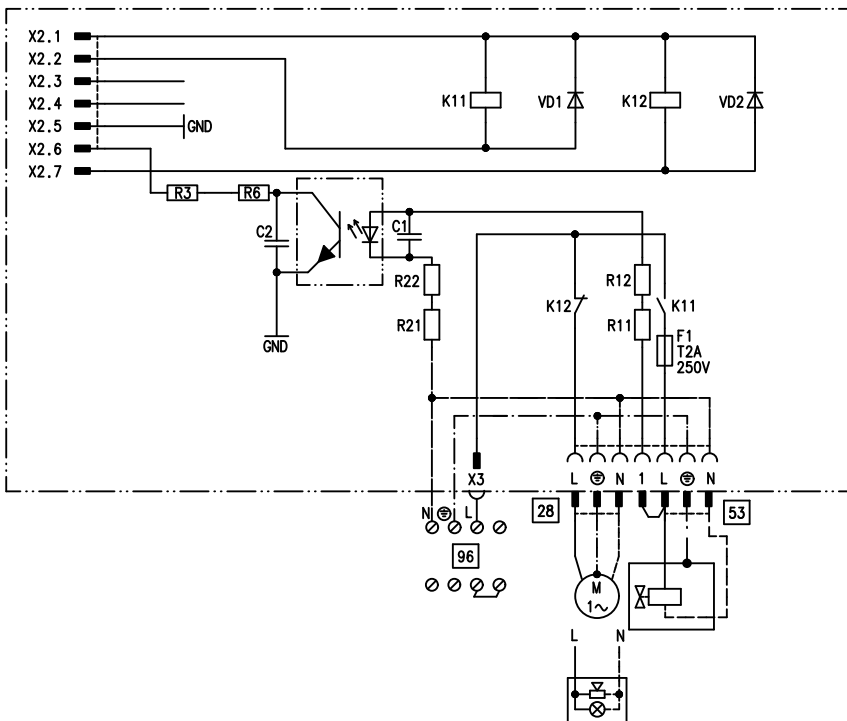 X2.1
X2.2
X2.3
X2.4
X2.5
GND
X2.6
X2.7
K11
VD1
K12
VD2
R3
R6
C2
C1
GND
R22
R21
K12
R12
R11
K11
F1
T2A
250V
X3
L
N
1
L
N
N
L
28
53
96
M
1~
L
N